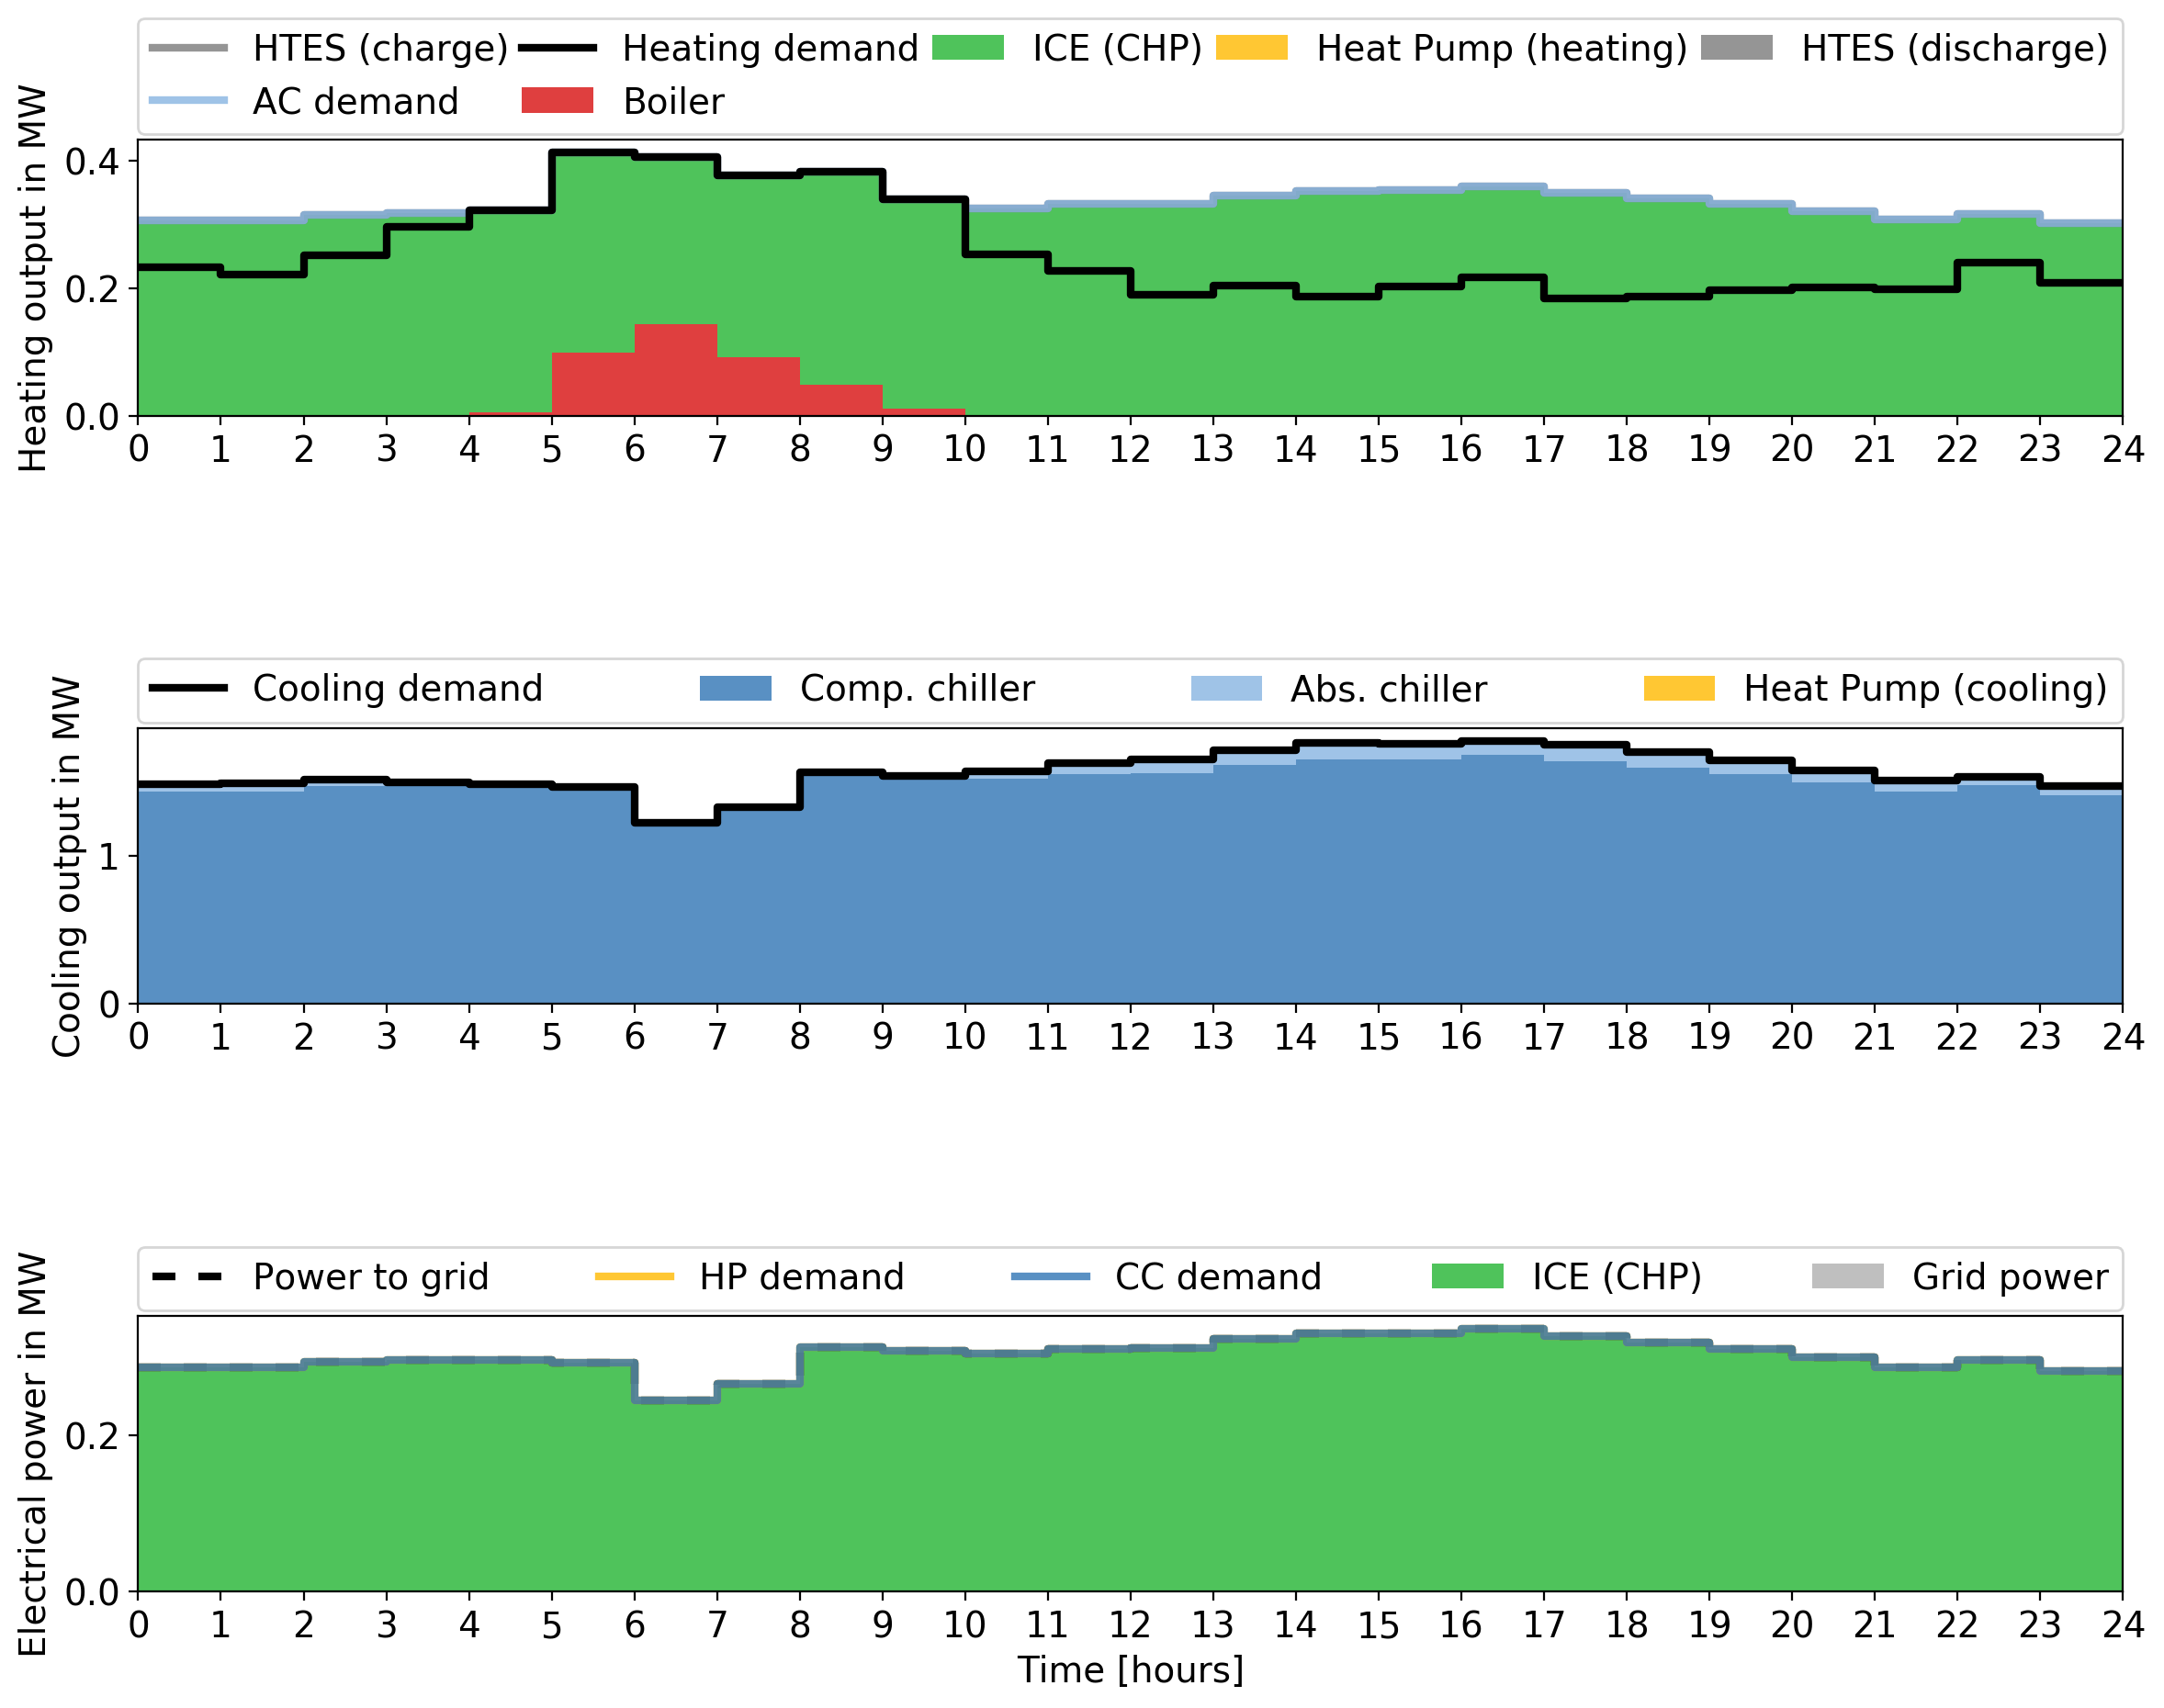 HTES (charge) Heating demand ICE (CHP) Heat Pump (heating) HTES (discharge)
AC demand Boiler
Heating output in MW
0.4
0.2
0.0
0 1 2 3 4 5 6 7 8 9 10 11 12 13 14 15 16 17 18 19 20 21 22 23 24
Cooling demand Comp. chiller Abs. chiller Heat Pump (cooling)
Cooling output in MW
1
0
0 1 2 3 4 5 6 7 8 9 10 11 12 13 14 15 16 17 18 19 20 21 22 23 24
Power to grid HP demand CC demand ICE (CHP) Grid power
Electrical power in MW
0.2
0.0
0 1 2 3 4 5 6 7 8 9 10 11 12 13 14 15 16 17 18 19 20 21 22 23 24
Time [hours]